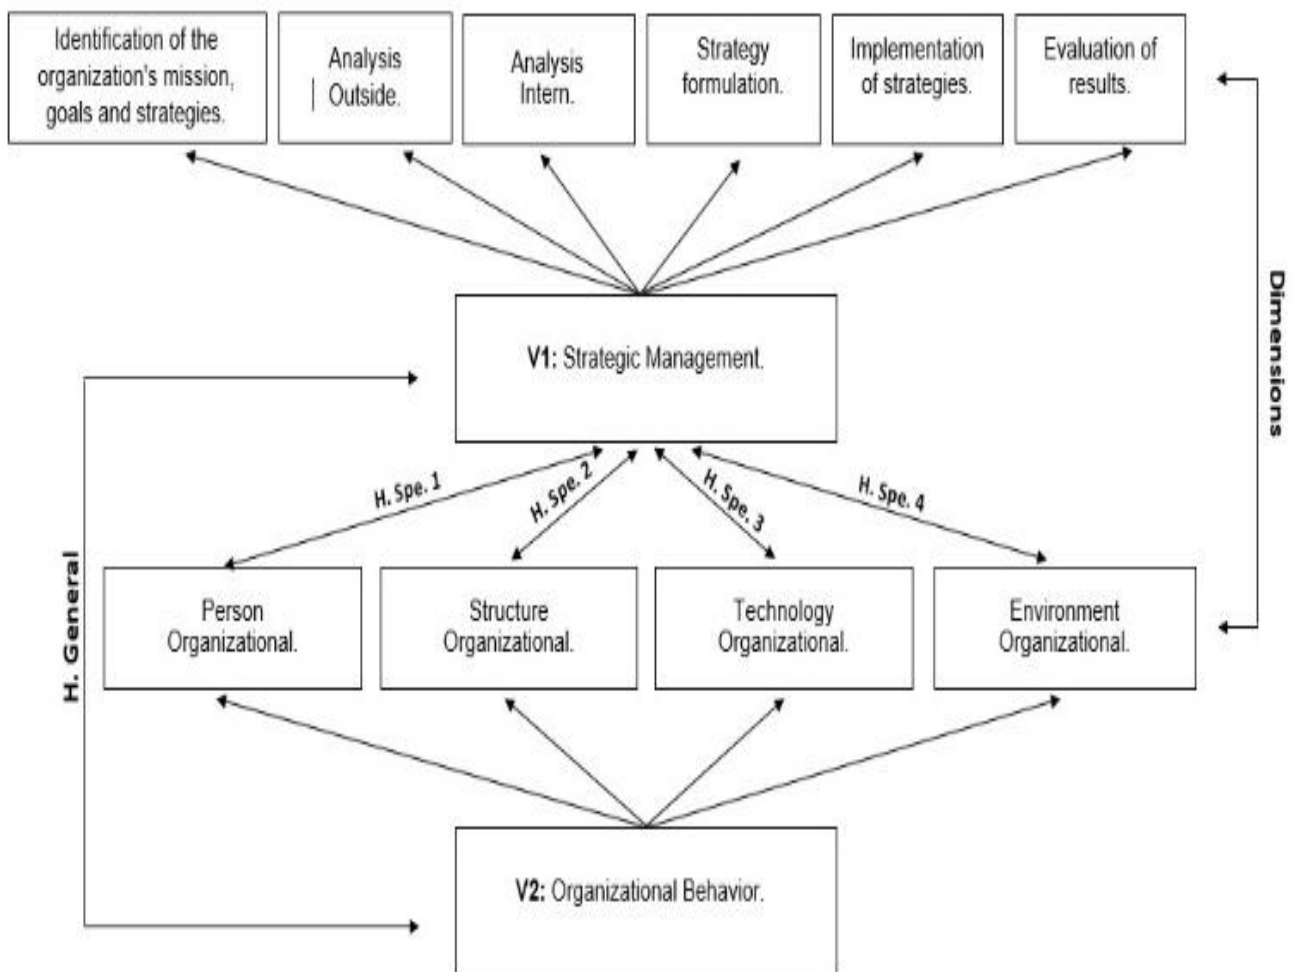 Identification of the
organization's mission,
goals and strategies.
Analysis
| Outside.
Analysis
Intern.
Strategy
formulation.
Implementation
of strategies.
Evaluation of
results.
Dimensions
V1: Strategic Management.
H. General
H. Spe. 1
H. Spe. 2
H. Spe. 3
H. Spe. 4
Person
Organizational.
Structure
Organizational.
Technology
Organizational.
Environment
Organizational.
V2: Organizational Behavior.